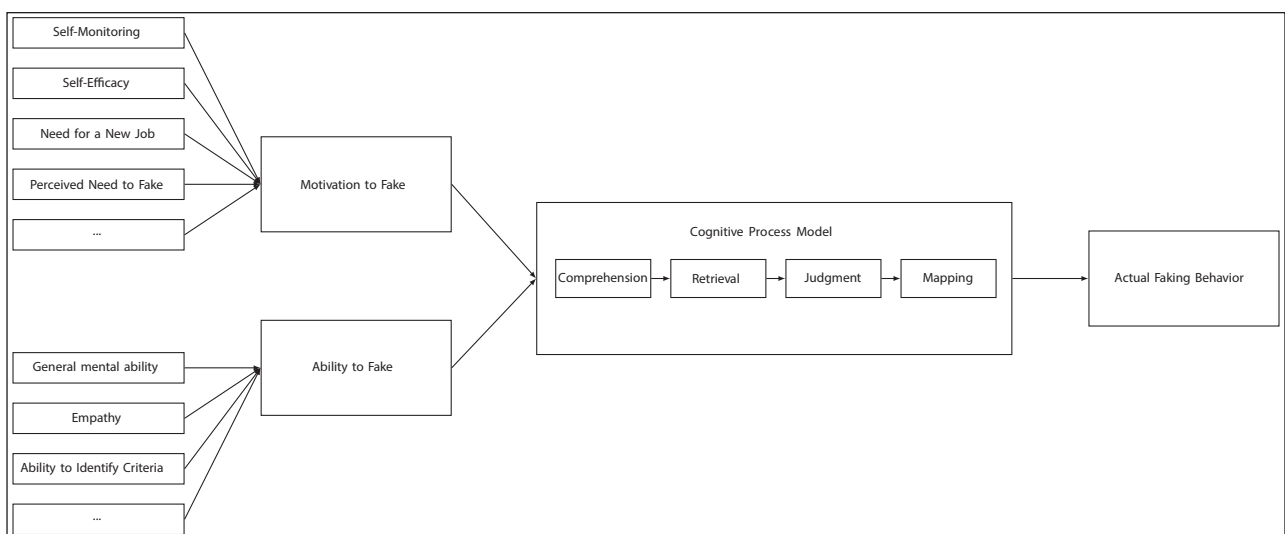 Self-Monitoring
Self-Efficacy
Need for a New Job
Perceived Need to Fake
...
Motivation to Fake
General mental ability
Empathy
Ability to Identify Criteria
...
Ability to Fake
Cognitive Process Model
Comprehension
Retrieval
Judgment
Mapping
Actual Faking Behavior